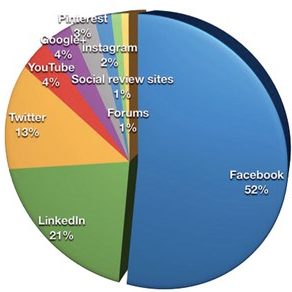 Pinterest
3%
Google+
4%
Instagram
2%
YouTube
4%
Social review sites
1%
Forums
1%
Twitter
13%
Facebook
52%
LinkedIn
21%